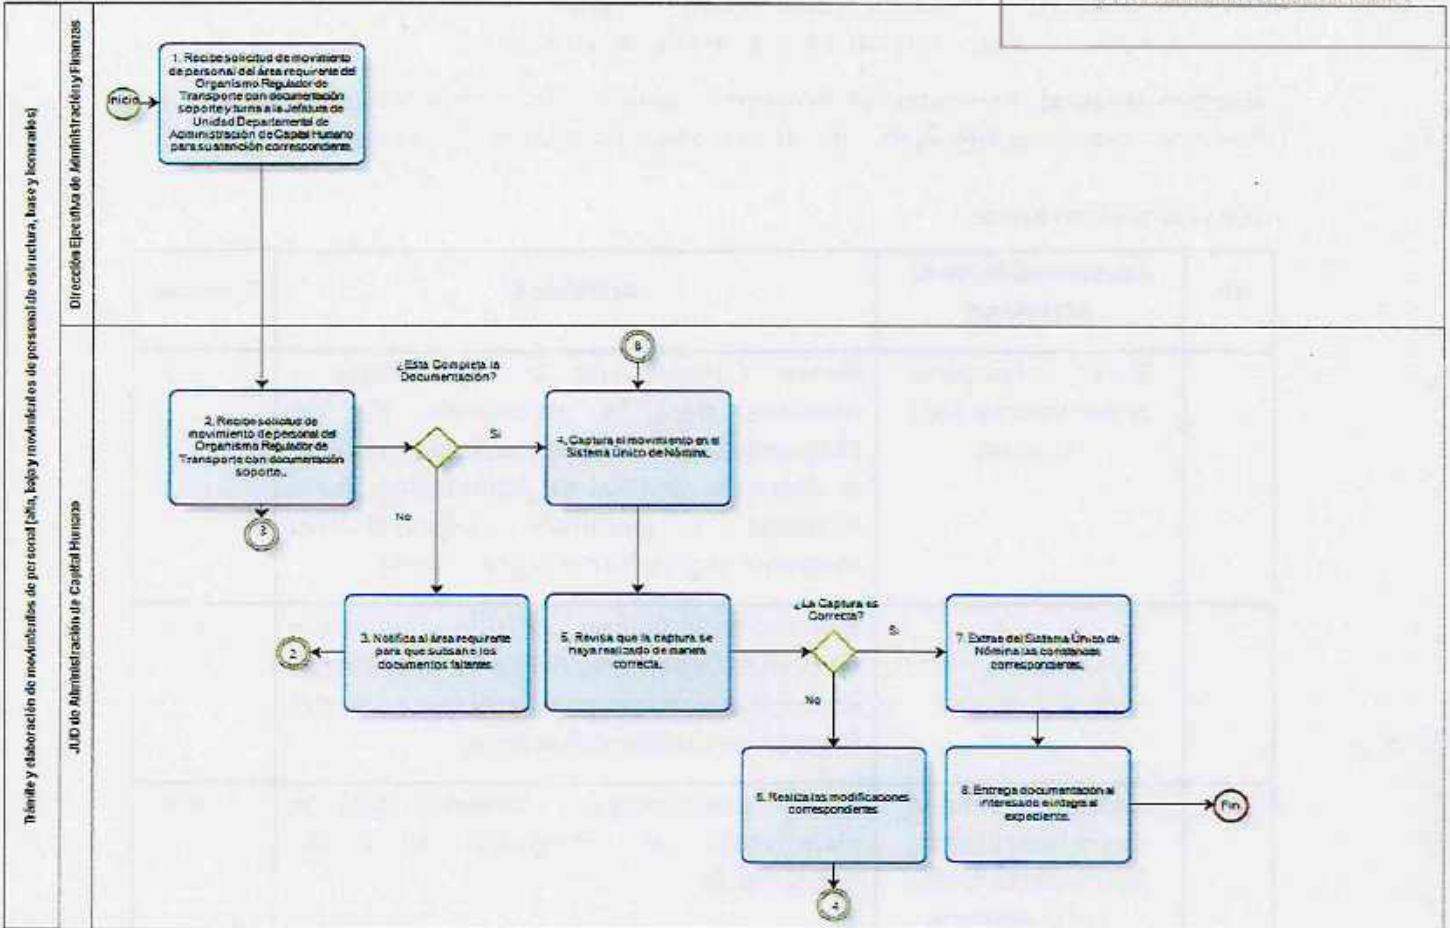 Trámite y elaboración de movimientos de personal (alta, baja y movimientos de personal de estructura, base y honorarios)
Dirección Ejecutiva de Administración y Finanzas
Inicio
1. Recibe solicitud de movimiento
de personal del área requirente del
Organismo Regulador de
Transporte con documentación
soporte y turna a la Jefatura de
Unidad Departamental de
Administración de Capital Humano
para su atención correspondiente.
JUD de Administración de Capital Humano
2. Recibe solicitud de
movimiento de personal del
Organismo Regulador de
Transporte con documentación
soporte.
3
¿Esta Completa la
Documentación?
Si
No
6
4. Captura el movimiento en el
Sistema Único de Nómina.
2
3. Notifica al área requirente
para que subsane los
documentos faltantes.
5. Revisa que la captura se
haya realizado de manera
correcta.
¿La Captura es
Correcta?
Si
No
7. Extrae del Sistema Único de
Nómina las constancias
correspondientes.
6. Realiza las modificaciones
correspondientes
4
8. Entrega documentación al
interesado e integra al
expediente.
Fin